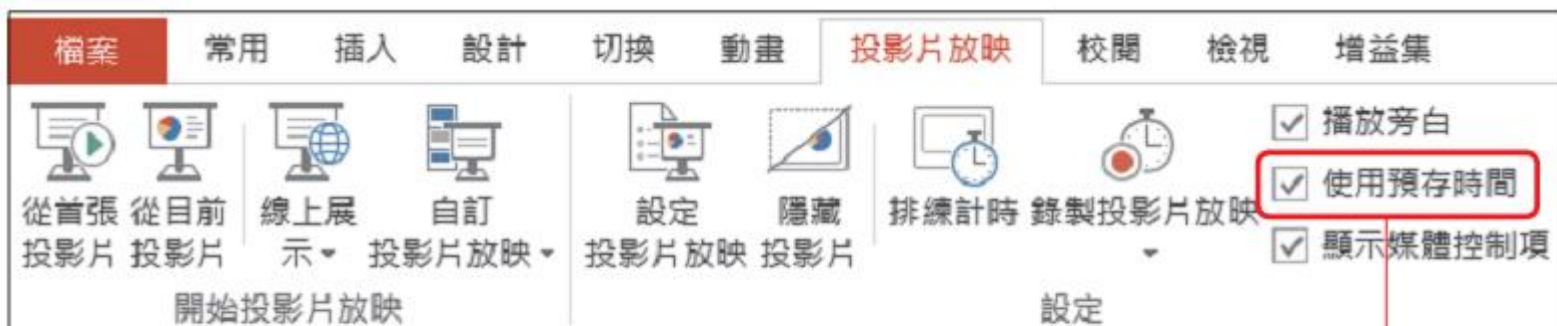 檔案 常用 插入 設計 切換 動畫 投影片放映 校閱 檢視 增益集
從首張 從目前 線上展 自訂 設定 隱藏 排練計時 錄製投影片放映
投影片 投影片 示 投影片放映 投影片放映 投影片
播放旁白
使用預存時間
顯示媒體控制項
開始投影片放映 設定